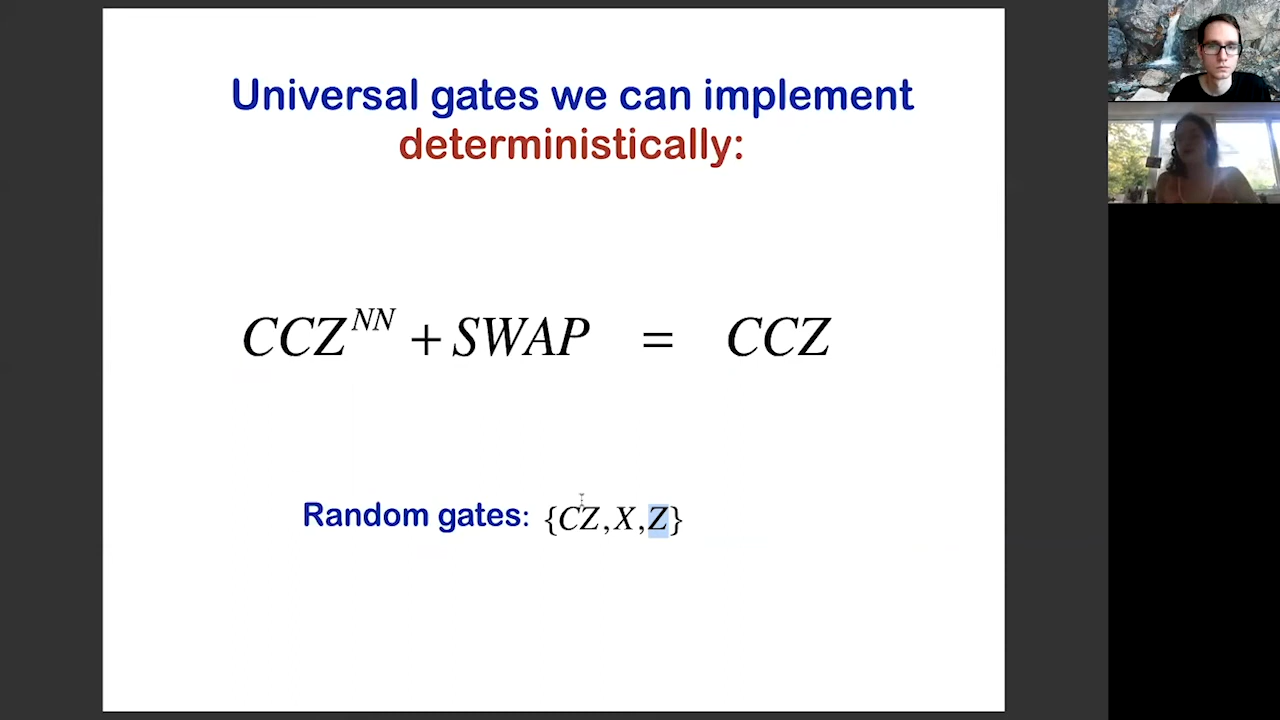 Universal gates we can implement
deterministically:
CCZ^{NN} + SWAP = CCZ
Random gates: {CZ, X, Z}